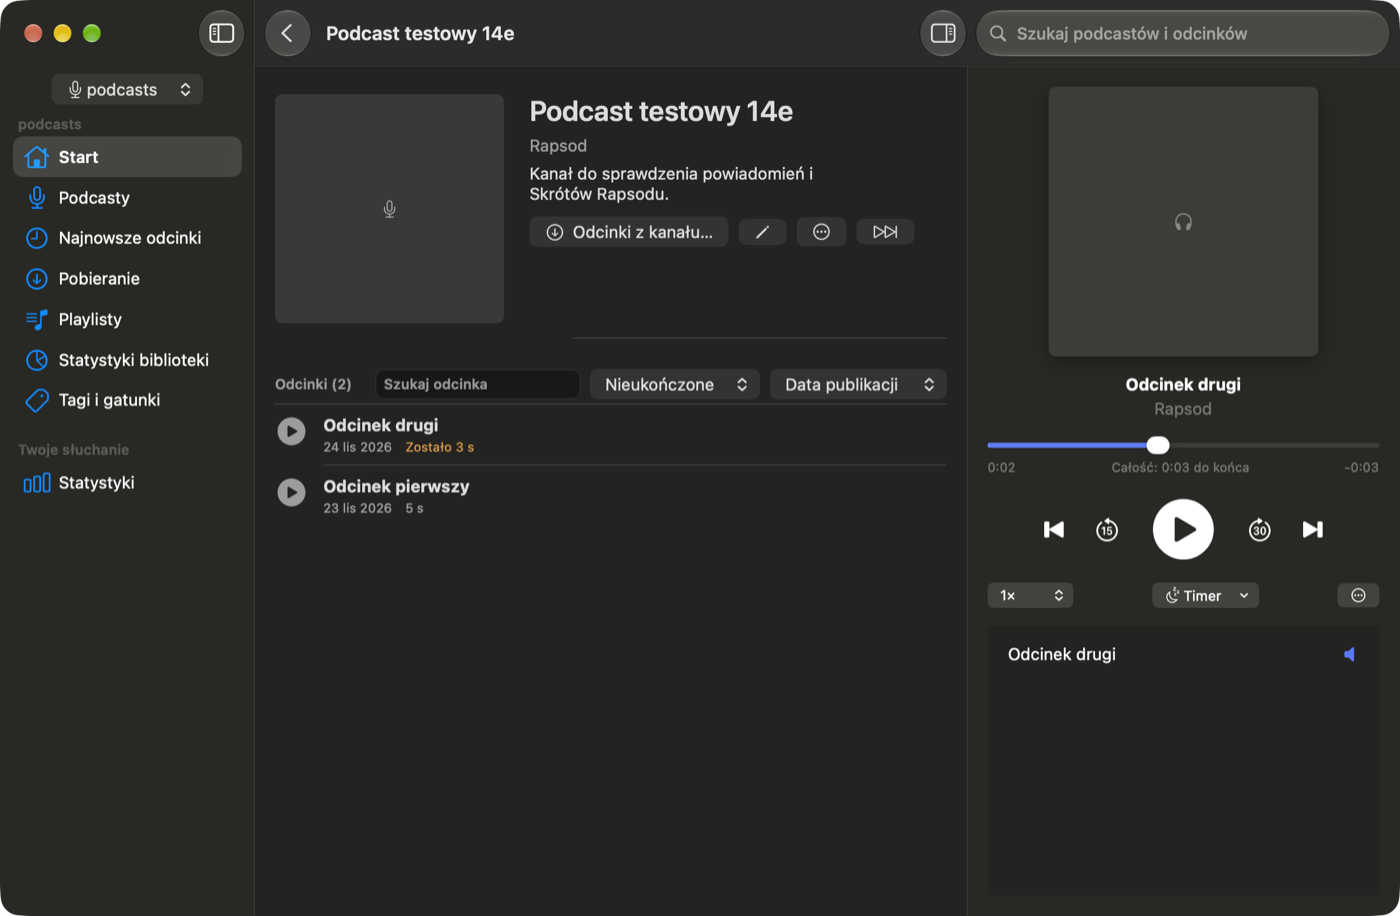 podcasts
podcasts
Start
Podcasty
Najnowsze odcinki
Pobieranie
Playlisty
Statystyki biblioteki
Tagi i gatunki
Twoje słuchanie
Statystyki
Podcast testowy 14e
Podcast testowy 14e
Rapsod
Kanał do sprawdzenia powiadomień i
Skrótów Rapsodu.
Odcinki z kanału...
Odcinki (2)
Szukaj odcinka
Nieukończone
Data publikacji
Odcinek drugi
24 lis 2026 Zostało 3 s
Odcinek pierwszy
23 lis 2026 5 s
Szukaj podcastów i odcinków
Odcinek drugi
Rapsod
0:02 Całość: 0:03 do końca -0:03
15
30
1×
Timer
Odcinek drugi